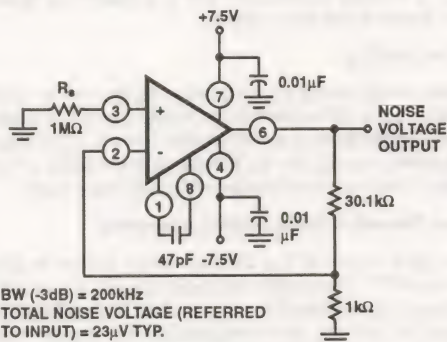 +7.5V
0.01µF
Rs
1MΩ
3
+
7
6
NOISE
VOLTAGE
OUTPUT
2
-
4
1
8
30.1kΩ
0.01
µF
47pF
-7.5V
1kΩ
BW (-3dB) = 200kHz
TOTAL NOISE VOLTAGE (REFERRED
TO INPUT) = 23µV TYP.